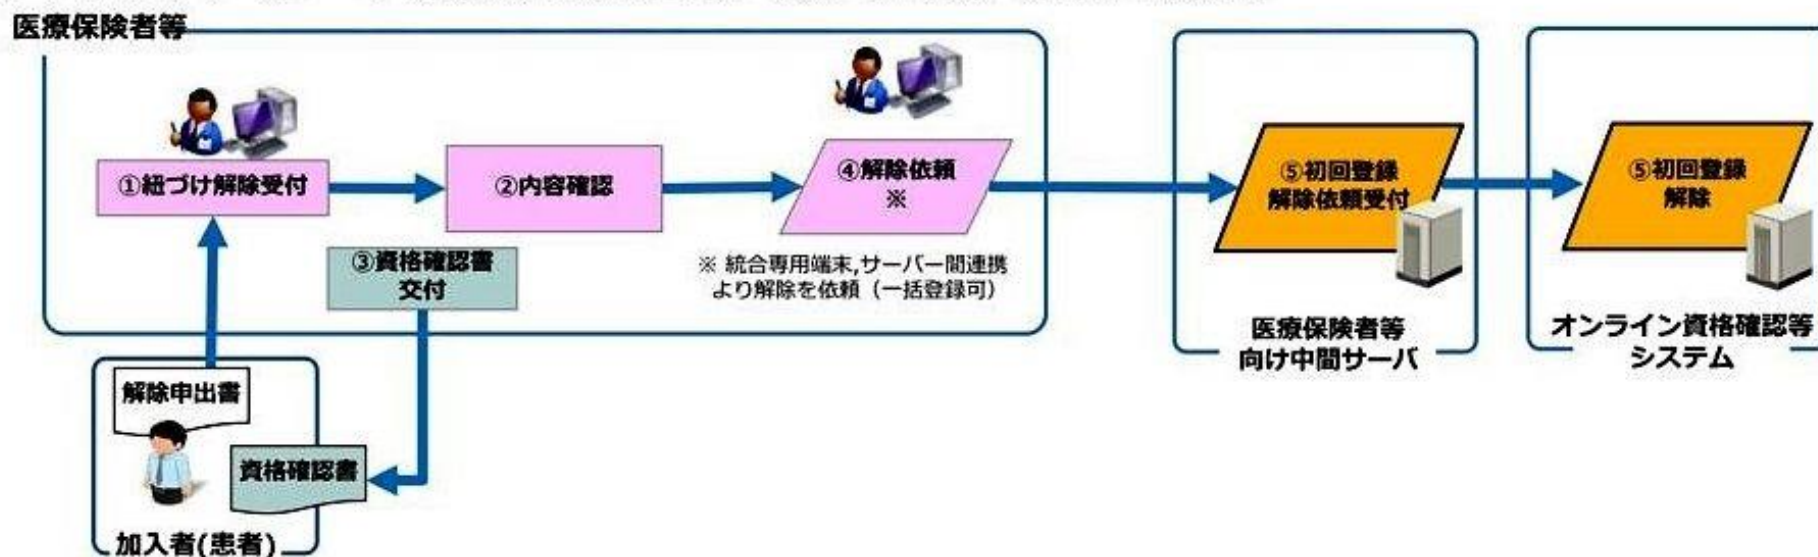 医療保険者等
①紐づけ解除受付
②内容確認
④解除依頼
※
⑤初回登録
解除依頼受付
⑤初回登録
解除
③資格確認書
交付
※ 統合専用端末,サーバー間連携
より解除を依頼（一括登録可）
医療保険者等
向け中間サーバ
オンライン資格確認等
システム
解除申出書
資格確認書
加入者(患者)